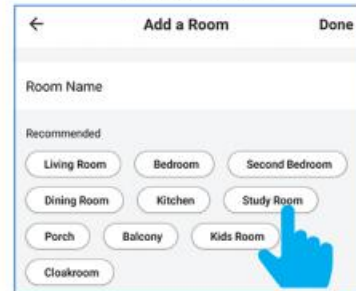 Add a Room Done
Room Name
Recommended
Living Room Bedroom Second Bedroom
Dining Room Kitchen Study Room
Porch Balcony Kids Room
Cloakroom